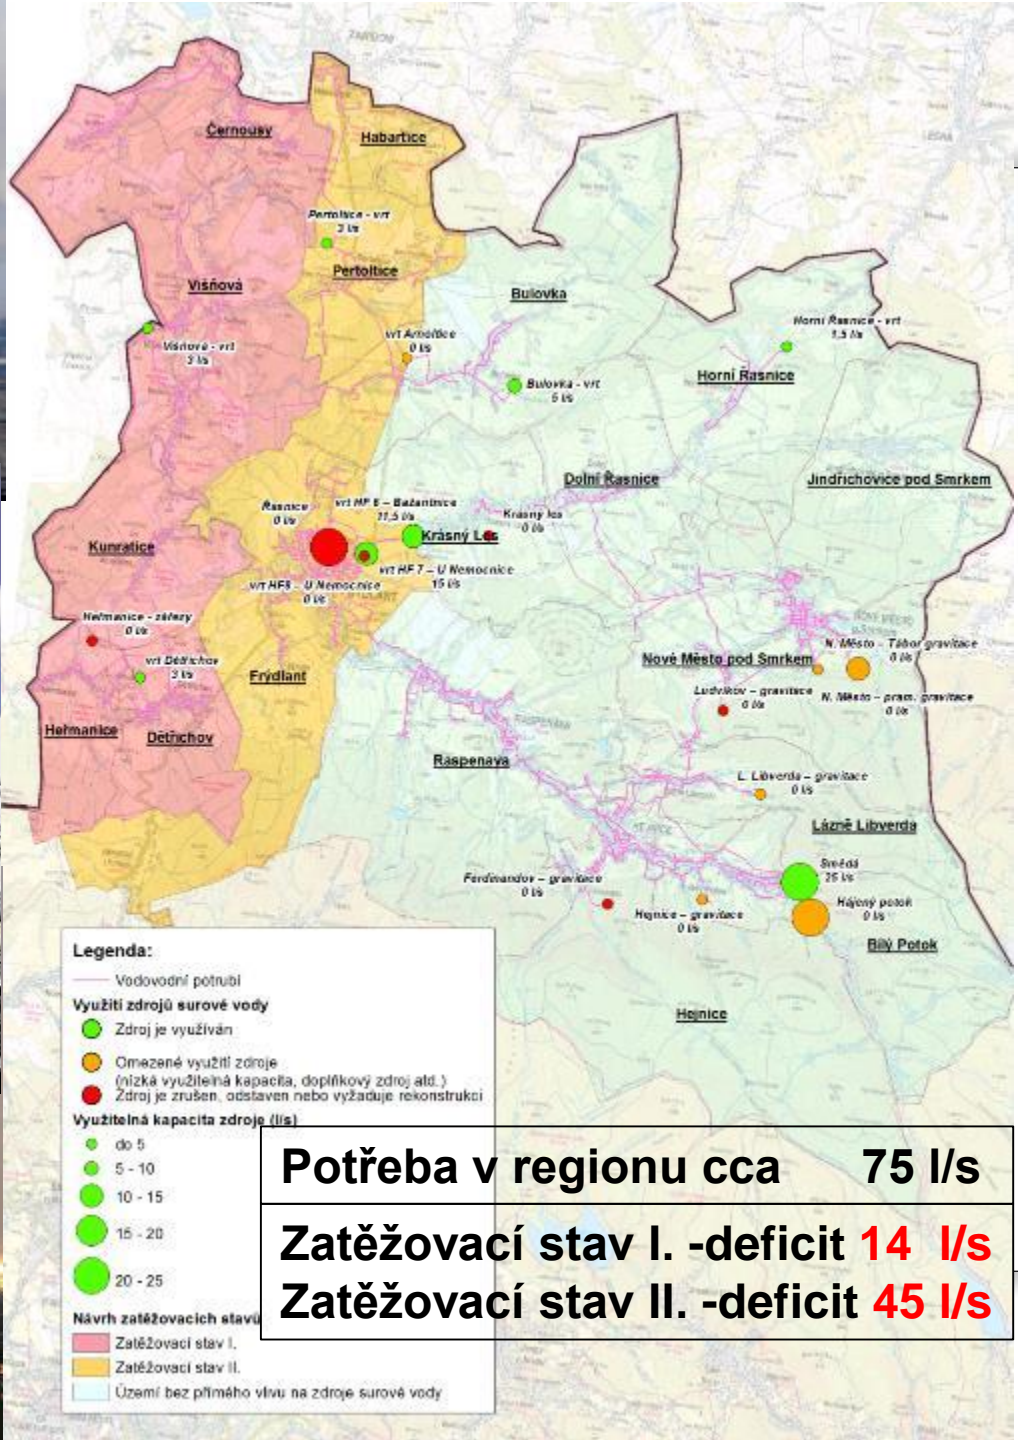 Černousy
Habartice
Pertoltice - vrt
3 l/s
Pertoltice
Višňová
Bulovka
Višňová - vrt
3 l/s
vrt Arnoltice
0 l/s
Horní Řasnice - vrt
1,5 l/s
Bulovka - vrt
5 l/s
Horní Řasnice
Dolní Řasnice
Jindřichovice pod Smrkem
Řasnice
0 l/s
vrt HF 6 – Bažantnice
11,5 l/s
Krásný les
0 l/s
Krásný Les
Kunratice
vrt HF 7 – U Nemocnice
15 l/s
vrt HF8 – U Nemocnice
0 l/s
Heřmanice - zářezy
0 l/s
vrt Dětřichov
3 l/s
Frýdlant
Nové Město pod Smrkem
N. Město - Tábor gravitace
0 l/s
Ludvíkov – gravitace
0 l/s
N. Město – pram. gravitace
0 l/s
Heřmanice
Dětřichov
Raspenava
L. Libverda – gravitace
0 l/s
Lázně Libverda
Smědá
25 l/s
Ferdinandov – gravitace
0 l/s
Hájený potok
0 l/s
Hejnice – gravitace
0 l/s
Bílý Potok
Hejnice
Legenda:
Vodovodní potrubí
Využití zdrojů surové vody
Zdroj je využíván
Omezené využití zdroje
(nízká využitelná kapacita, doplňkový zdroj atd.)
Zdroj je zrušen, odstaven nebo vyžaduje rekonstrukci
Využitelná kapacita zdroje (l/s)
do 5
5 - 10
10 - 15
15 - 20
20 - 25
Návrh zatěžovacích stavů
Zatěžovací stav I.
Zatěžovací stav II.
Území bez přímého vlivu na zdroje surové vody
Potřeba v regionu cca 75 l/s
Zatěžovací stav I. -deficit 14 l/s
Zatěžovací stav II. -deficit 45 l/s